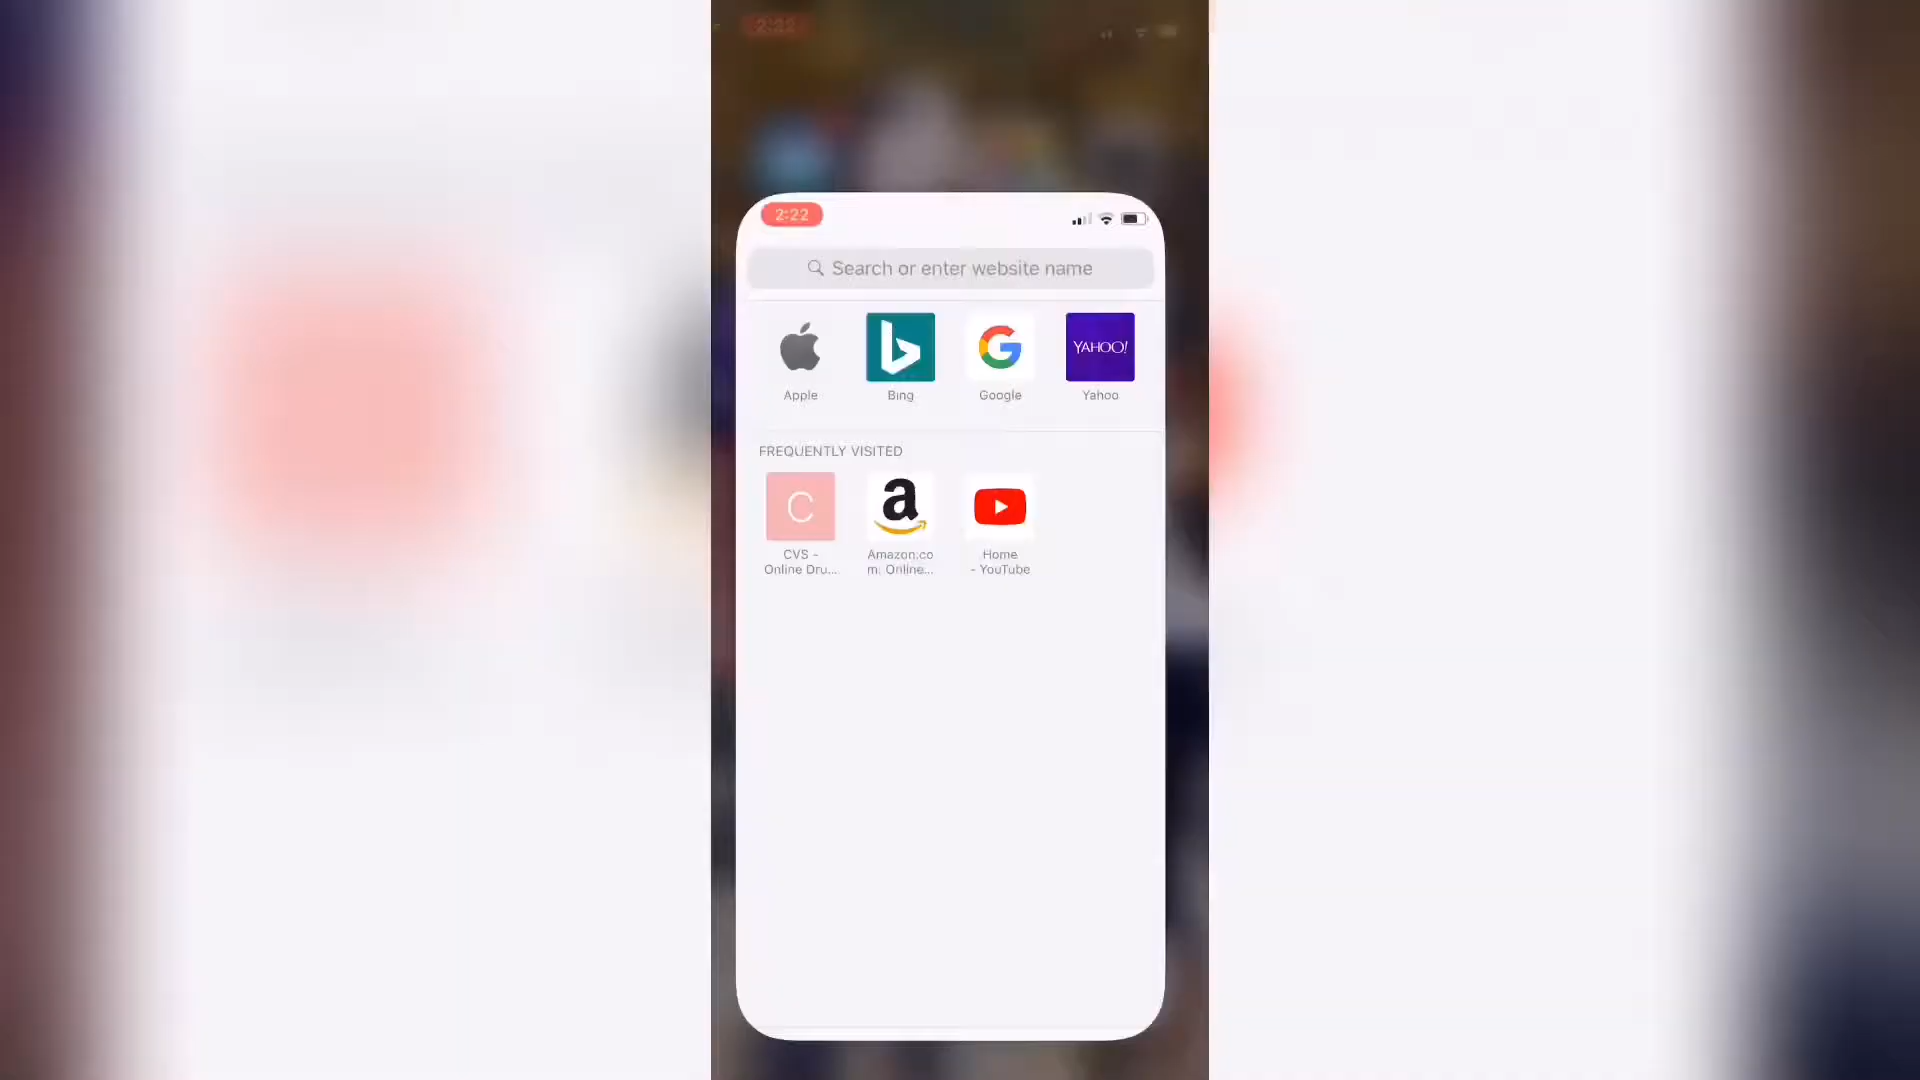 2:22
Search or enter website name
YAHOO!
Apple
Bing
Google
Yahoo
FREQUENTLY VISITED
C
a
CVS -
Online Dru...
Amazon.co
m: Online...
Home
- YouTube